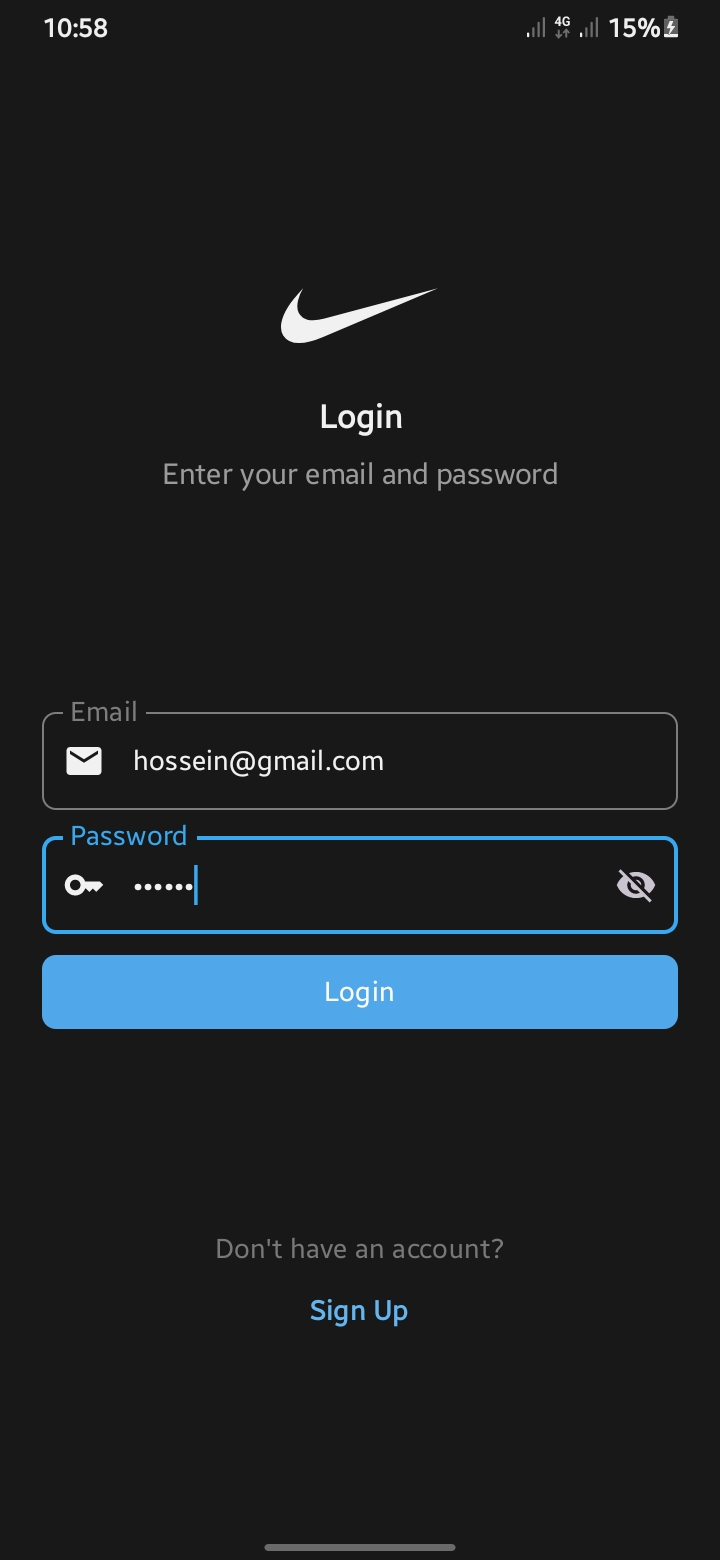 10:58
4G
15%
Login
Enter your email and password
Email
hossein@gmail.com
Password
••••••
Login
Don't have an account?
Sign Up